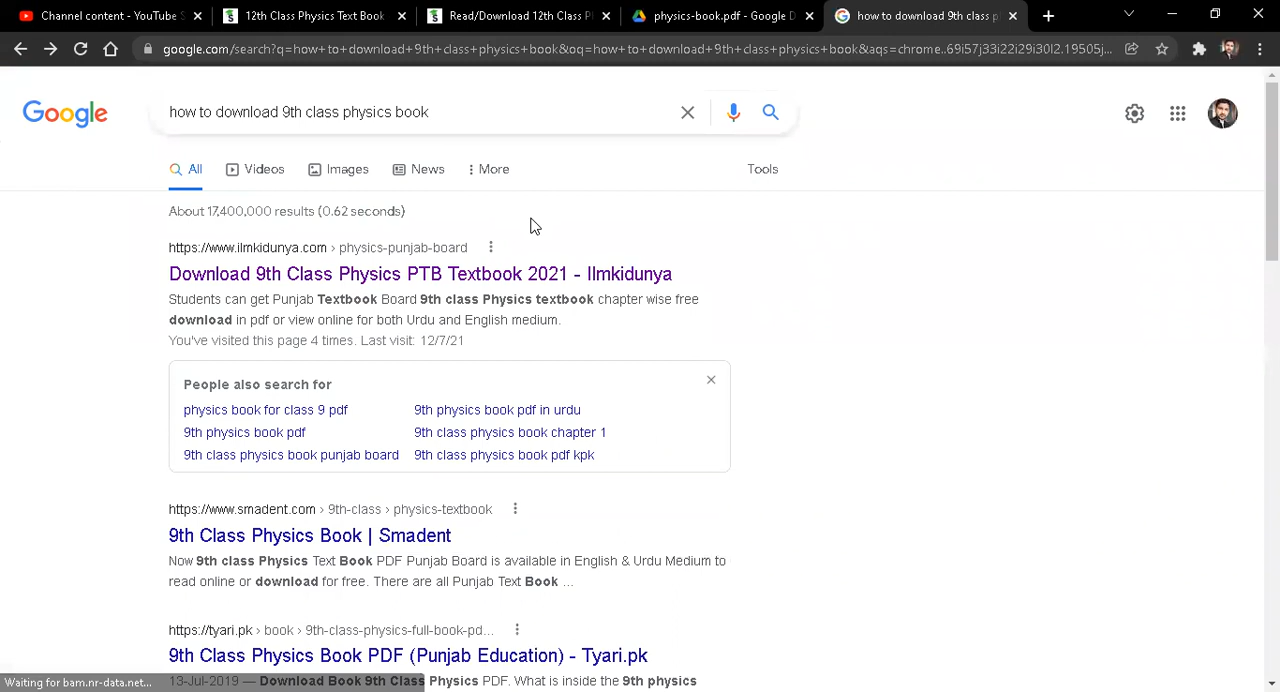 Channel content - YouTube S
12th Class Physics Text Book
Read/Download 12th Class P
physics-book.pdf - Google D
how to download 9th class p
google.com/search?q=how+to+download+9th+class+physics+book&oq=how+to+download+9th+class+physics+book&aqs=chrome..69i57j33i22i29i30l2.19505j...
Google
how to download 9th class physics book
All
Videos
Images
News
More
Tools
About 17,400,000 results (0.62 seconds)
https://www.ilmkidunya.com › physics-punjab-board
Download 9th Class Physics PTB Textbook 2021 - Ilmkidunya
Students can get Punjab Textbook Board 9th class Physics textbook chapter wise free
download in pdf or view online for both Urdu and English medium.
You've visited this page 4 times. Last visit: 12/7/21
People also search for
physics book for class 9 pdf
9th physics book pdf in urdu
9th physics book pdf
9th class physics book chapter 1
9th class physics book punjab board
9th class physics book pdf kpk
https://www.smadent.com › 9th-class › physics-textbook
9th Class Physics Book | Smadent
Now 9th class Physics Text Book PDF Punjab Board is available in English & Urdu Medium to
read online or download for free. There are all Punjab Text Book ...
https://tyari.pk › book › 9th-class-physics-full-book-pd...
9th Class Physics Book PDF (Punjab Education) - Tyari.pk
13-Jul-2019 — Download Book 9th Class Physics PDF. What is inside the 9th physics
Waiting for bam.nr-data.net...